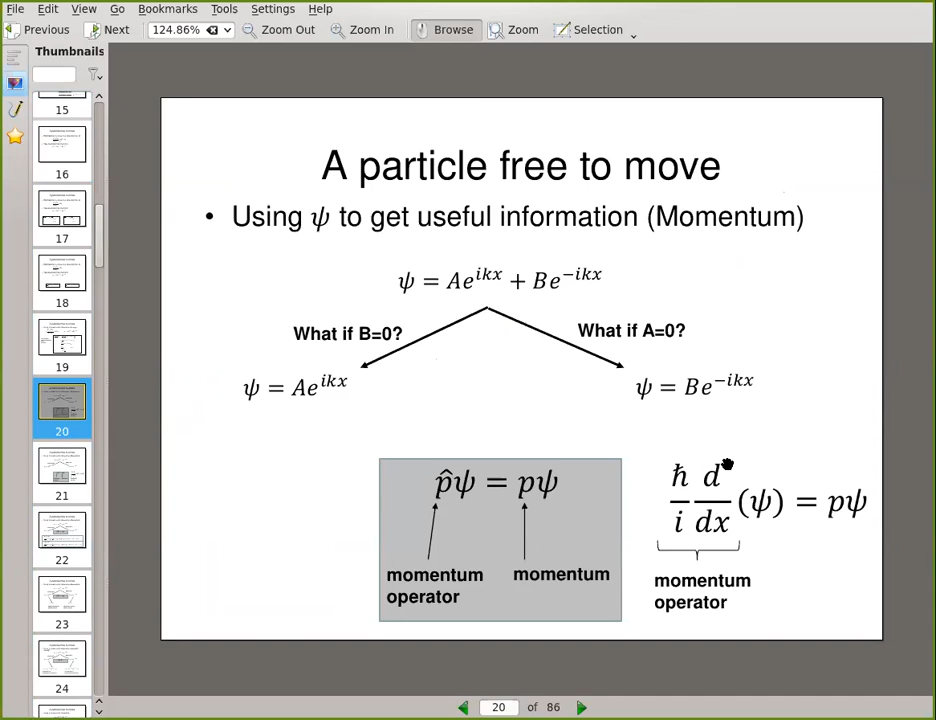 File Edit View Go Bookmarks Tools Settings Help
Previous Next 124.86% Zoom Out Zoom In Browse Zoom Selection
Thumbnails
15
16
17
18
19
20
21
22
23
24
A particle free to move
• Using ψ to get useful information (Momentum)
ψ = Ae^{ikx} + Be^{−ikx}
What if B=0? What if A=0?
ψ = Ae^{ikx} ψ = Be^{−ikx}
p̂ψ = pψ
momentum operator
momentum
ħ/i d/dx (ψ) = pψ
momentum
operator
20 of 86